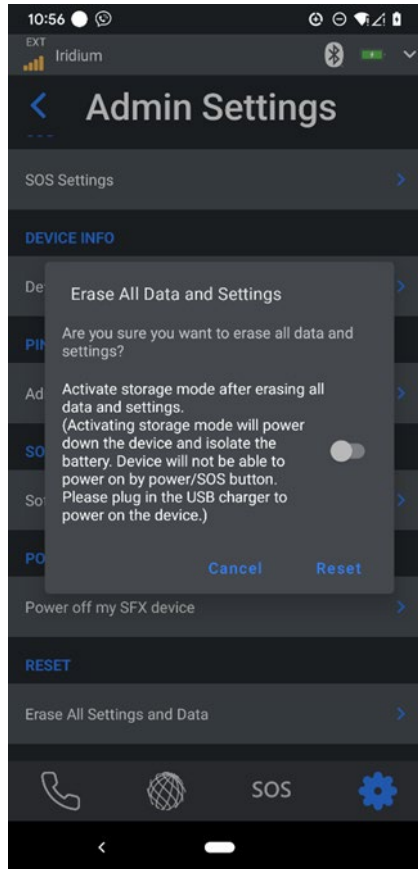 10:56
EXT
Iridium
Admin Settings
SOS Settings
DEVICE INFO
De
Erase All Data and Settings
Are you sure you want to erase all data and
settings?
PIN
Ad
Activate storage mode after erasing all
data and settings.
(Activating storage mode will power
down the device and isolate the
battery. Device will not be able to
power on by power/SOS button.
Please plug in the USB charger to
power on the device.)
SO
Sof
Cancel Reset
PO
Power off my SFX device
RESET
Erase All Settings and Data
SOS